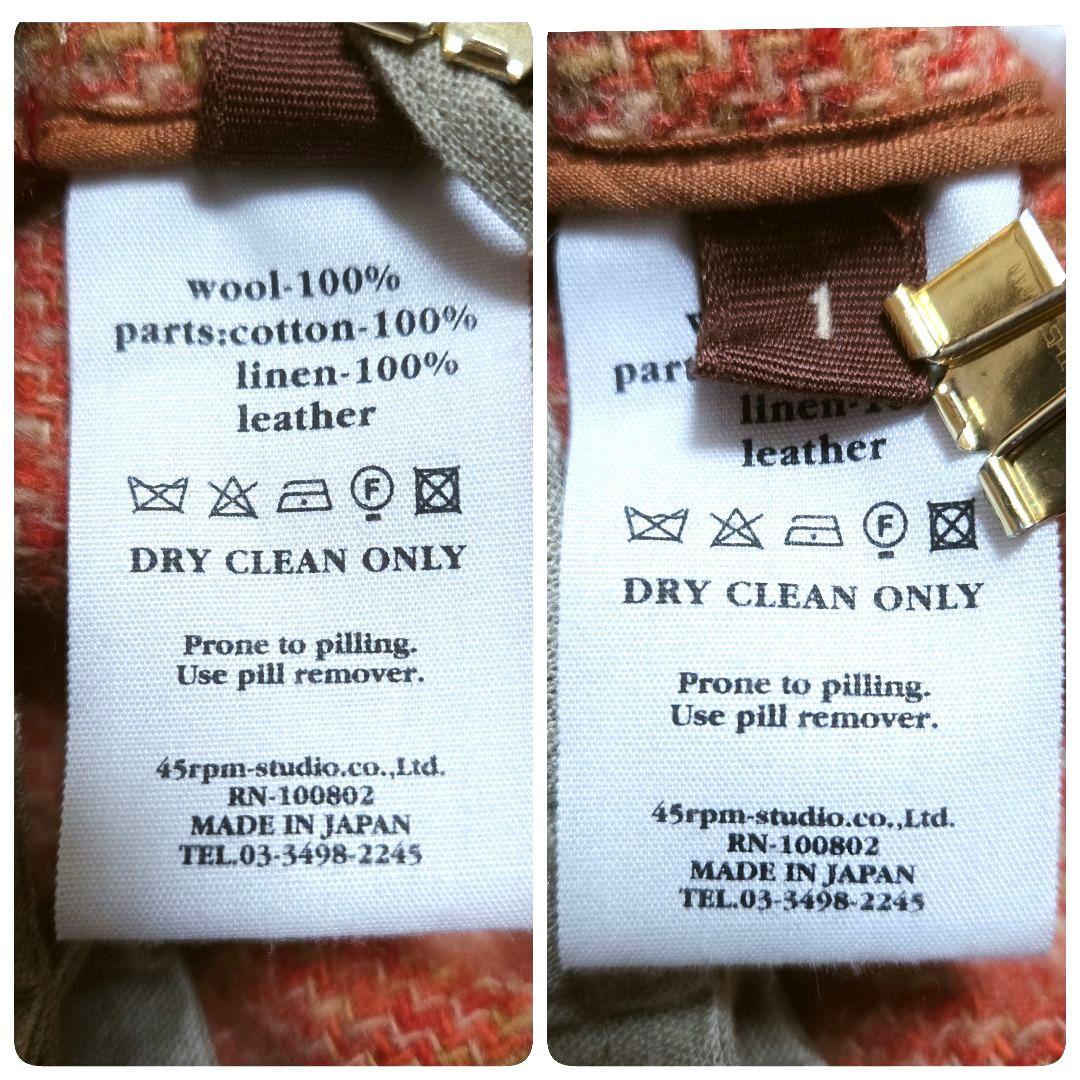 wool-100%
parts:cotton-100%
linen-100%
leather
F
DRY CLEAN ONLY
Prone to pilling.
Use pill remover.
45rpm-studio.co.,Ltd.
RN-100802
MADE IN JAPAN
TEL.03-3498-2245
1
leather
F
DRY CLEAN ONLY
Prone to pilling.
Use pill remover.
45rpm-studio.co.,Ltd.
RN-100802
MADE IN JAPAN
TEL.03-3498-2245